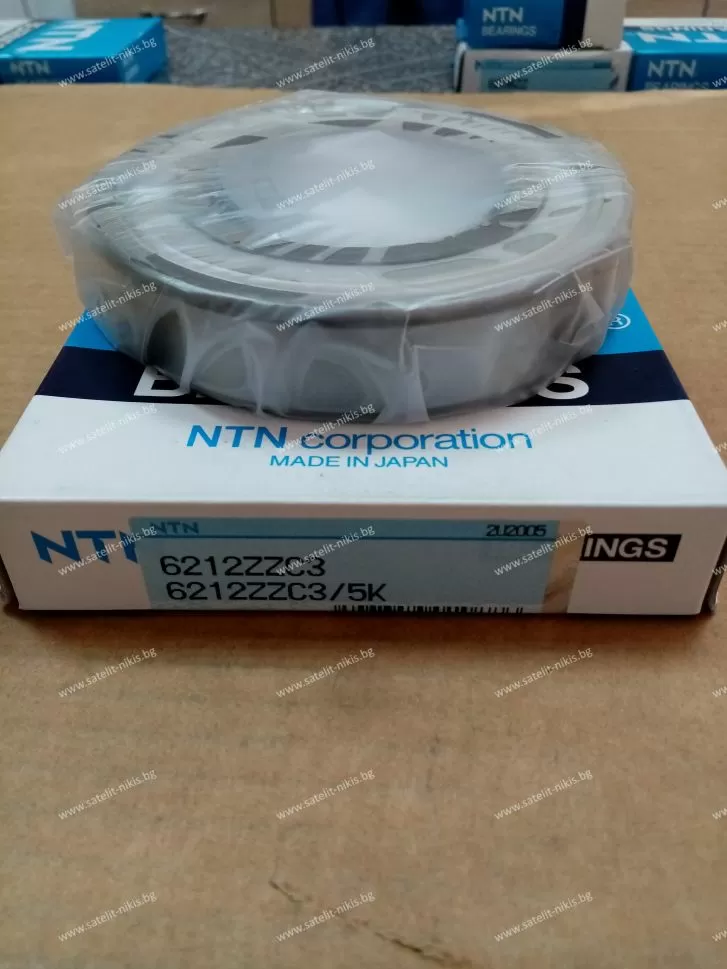 NTN
NTN
BEARINGS
NTN
NTN corporation
MADE IN JAPAN
NTN
NTN
2U2005
INGS
6212ZZC3
6212ZZC3/5K
www.satelit-nikis.bg